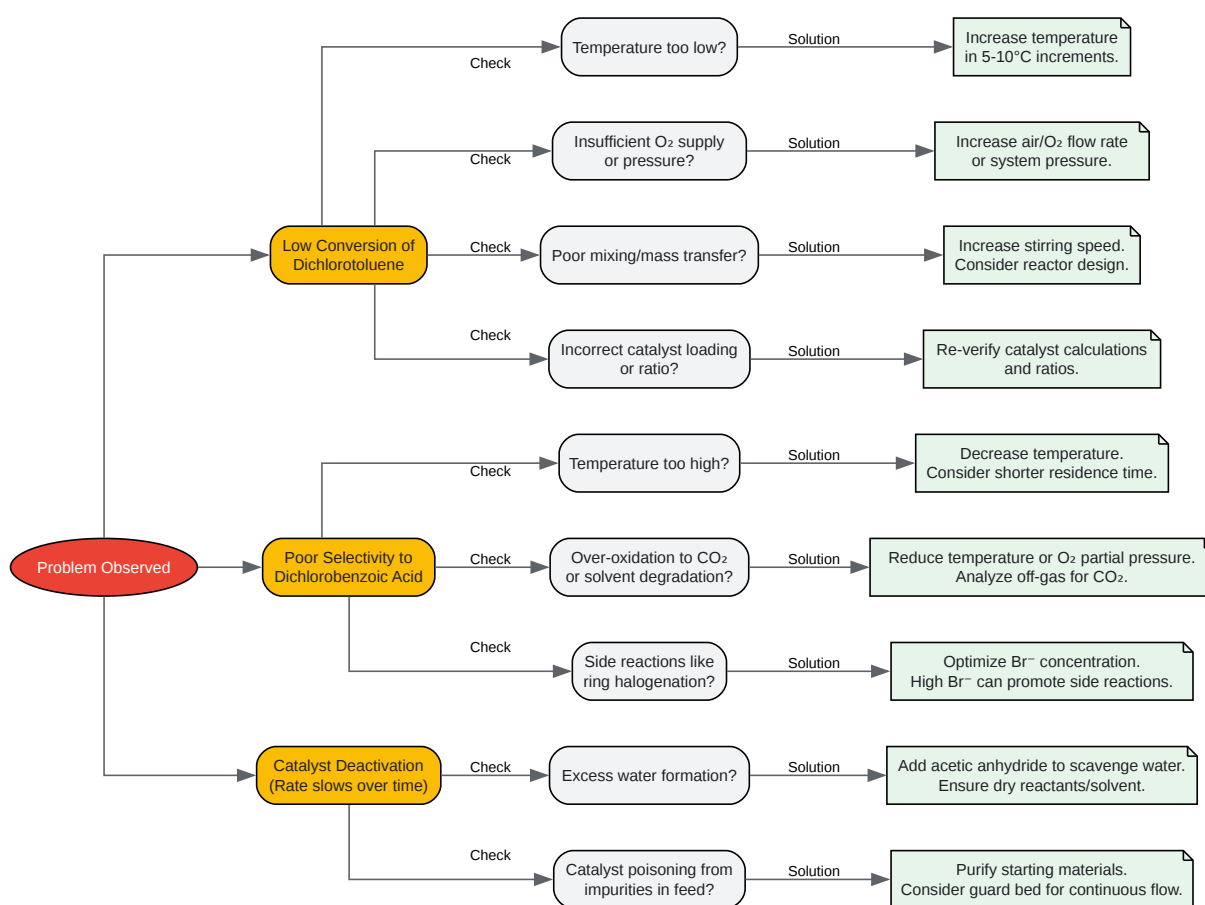 Temperature too low?
Check
Solution
Increase temperature
in 5-10°C increments.
Insufficient O₂ supply
or pressure?
Check
Solution
Increase air/O₂ flow rate
or system pressure.
Low Conversion of
Dichlorotoluene
Check
Poor mixing/mass transfer?
Solution
Increase stirring speed.
Consider reactor design.
Check
Incorrect catalyst loading
or ratio?
Solution
Re-verify catalyst calculations
and ratios.
Temperature too high?
Check
Solution
Decrease temperature.
Consider shorter residence time.
Problem Observed
Poor Selectivity to
Dichlorobenzoic Acid
Check
Over-oxidation to CO₂
or solvent degradation?
Solution
Reduce temperature or O₂ partial pressure.
Analyze off-gas for CO₂.
Check
Side reactions like
ring halogenation?
Solution
Optimize Br⁻ concentration.
High Br⁻ can promote side reactions.
Catalyst Deactivation
(Rate slows over time)
Check
Excess water formation?
Solution
Add acetic anhydride to scavenge water.
Ensure dry reactants/solvent.
Check
Catalyst poisoning from
impurities in feed?
Solution
Purify starting materials.
Consider guard bed for continuous flow.